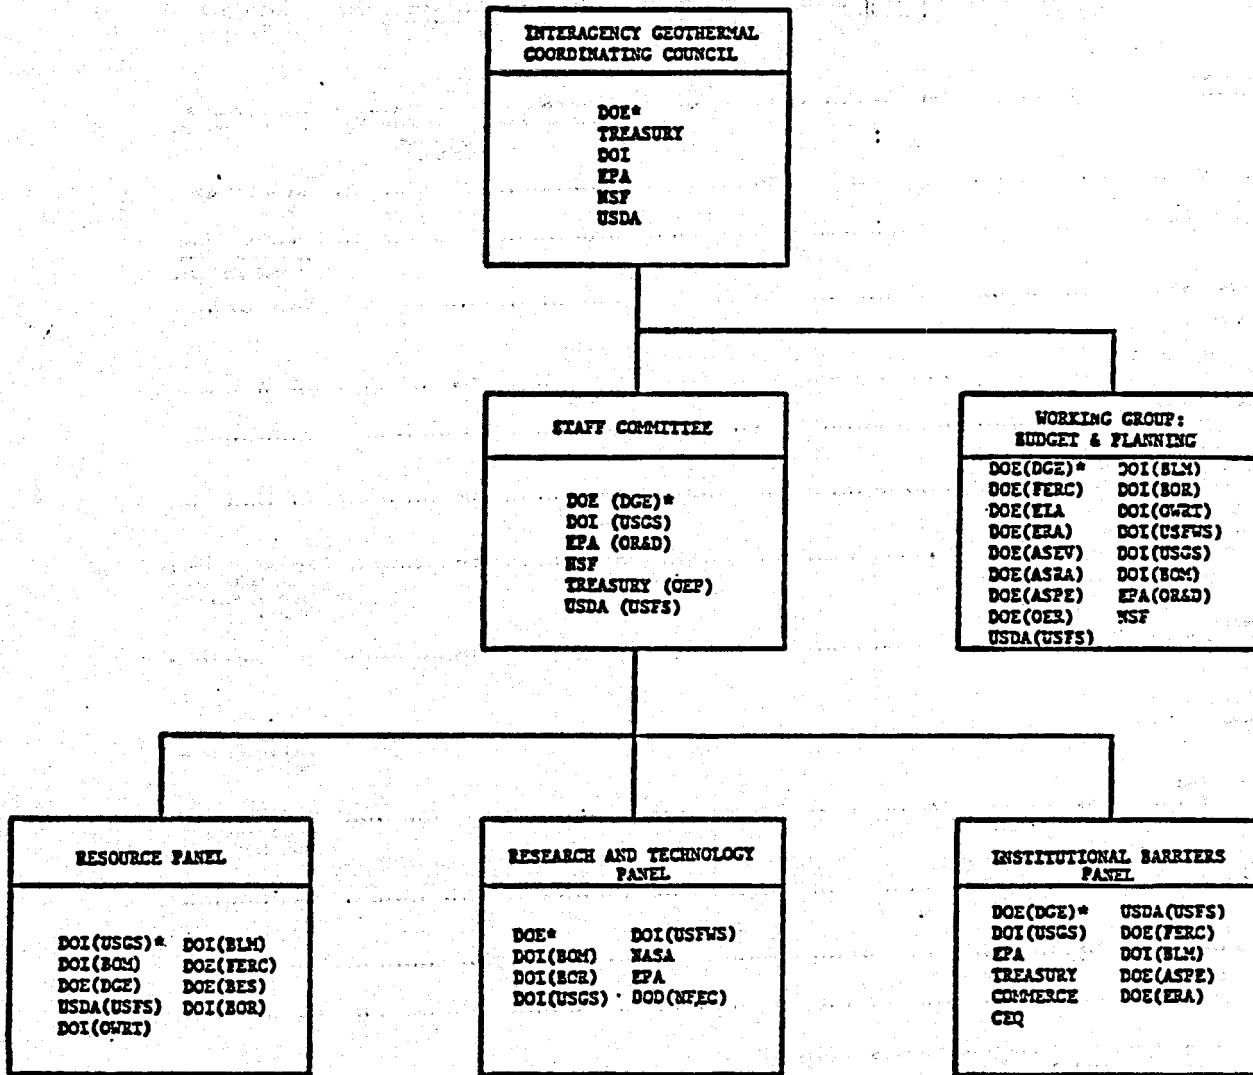 INTERAGENCY GEOTHERMAL
COORDINATING COUNCIL
DOE*
TREASURY
DOI
EPA
NSF
USDA
STAFF COMMITTEE
DOE (DGE)*
DOI (USGS)
EPA (OR&D)
NSF
TREASURY (OEP)
USDA (USFS)
WORKING GROUP:
BUDGET & PLANNING
DOE(DGE)* DOI(BLM)
DOE(FERC) DOI(BOR)
DOE(EIA DOI(OWRT)
DOE(ERA) DOI(USFWS)
DOE(ASEV) DOI(USGS)
DOE(ASRA) DOI(BOM)
DOE(ASPE) EPA(OR&D)
DOE(OER) NSF
USDA(USFS)
RESOURCE PANEL
DOI(USGS)* DOI(BLM)
DOI(BOM) DOE(FERC)
DOE(DGE) DOE(BES)
USDA(USFS) DOI(BOR)
DOI(OWRT)
RESEARCH AND TECHNOLOGY
PANEL
DOE* DOI(USFWS)
DOI(BOM) NASA
DOI(BOR) EPA
DOI(USGS) DOD(NFEC)
INSTITUTIONAL BARRIERS
PANEL
DOE(DGE)* USDA(USFS)
DOI(USGS) DOE(FERC)
EPA DOI(BLM)
TREASURY DOE(ASPE)
COMMERCE DOE(ERA)
CEQ